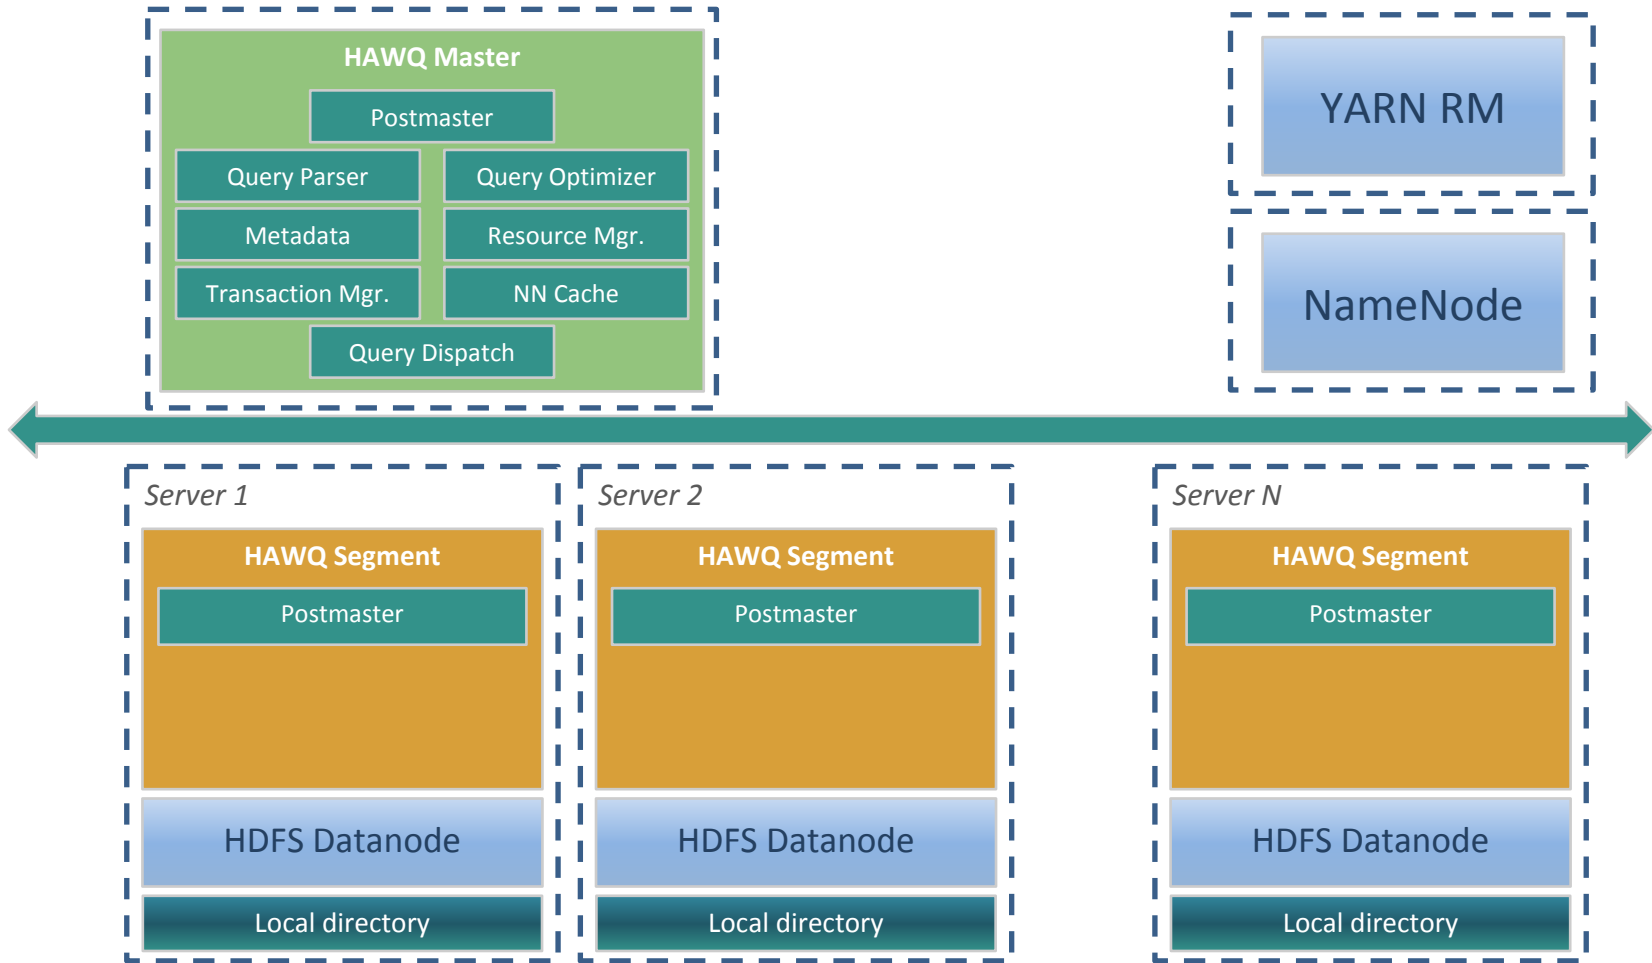 HAWQ Master
Postmaster
Query Parser
Query Optimizer
Metadata
Resource Mgr.
Transaction Mgr.
NN Cache
Query Dispatch
YARN RM
NameNode
Server 1
HAWQ Segment
Postmaster
HDFS Datanode
Local directory
Server 2
HAWQ Segment
Postmaster
HDFS Datanode
Local directory
Server N
HAWQ Segment
Postmaster
HDFS Datanode
Local directory